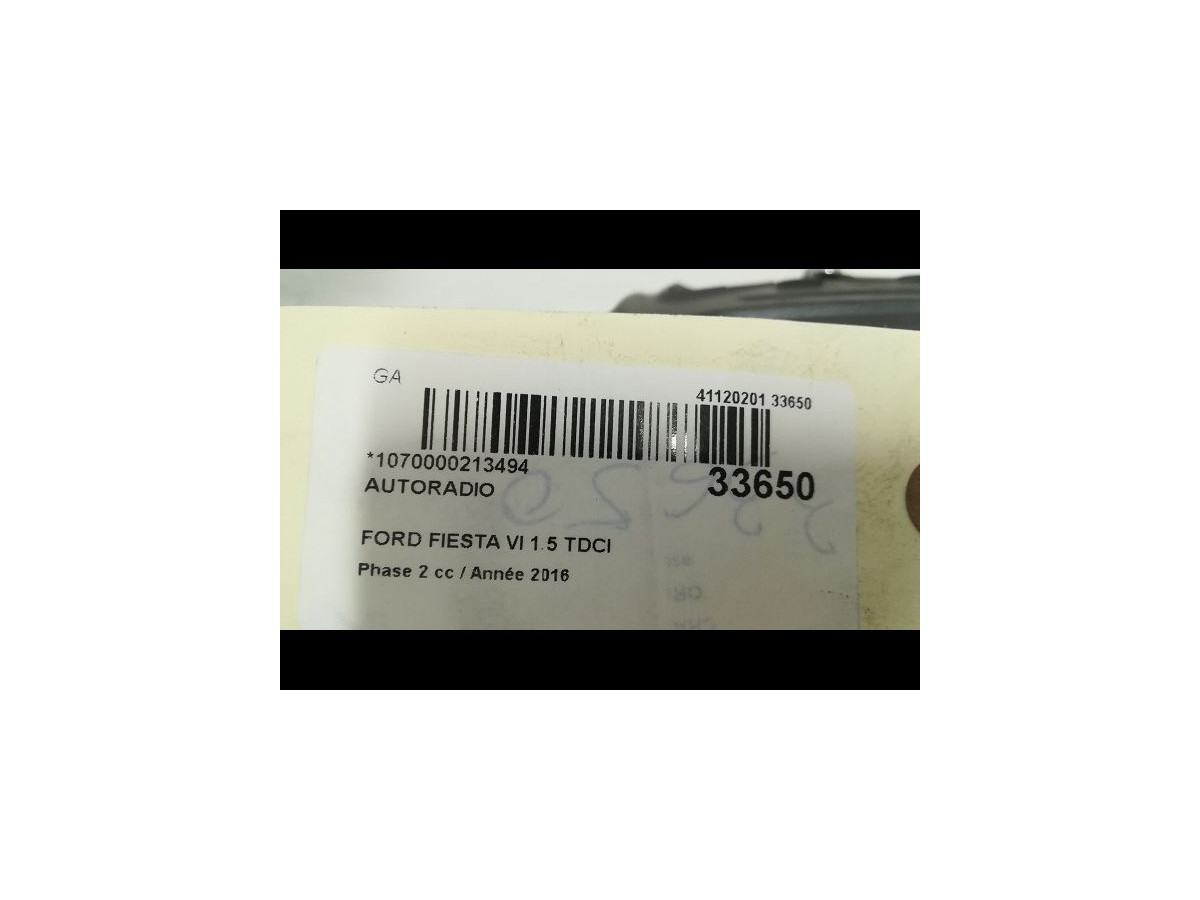 GA
41120201 33650
*1070000213494
33650
AUTORADIO
FORD FIESTA VI 1.5 TDCI
Phase 2 cc / Année 2016